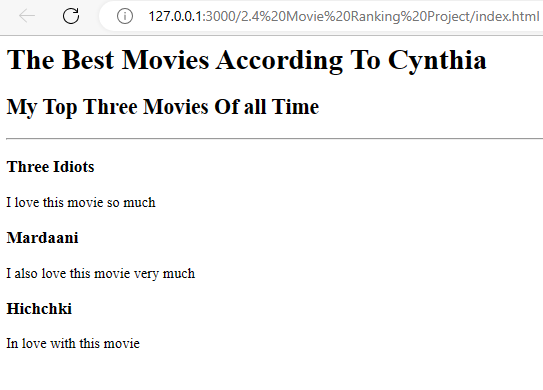 127.0.0.1:3000/2.4%20Movie%20Ranking%20Project/index.html
The Best Movies According To Cynthia
My Top Three Movies Of all Time
Three Idiots
I love this movie so much
Mardaani
I also love this movie very much
Hichchki
In love with this movie